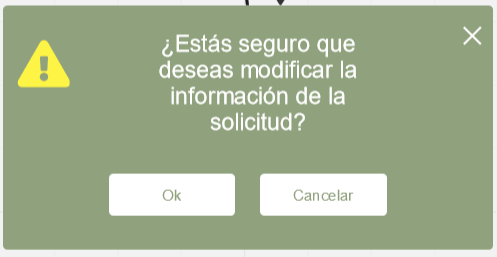 ¿Estás seguro que
deseas modificar la
información de la
solicitud?
Ok
Cancelar